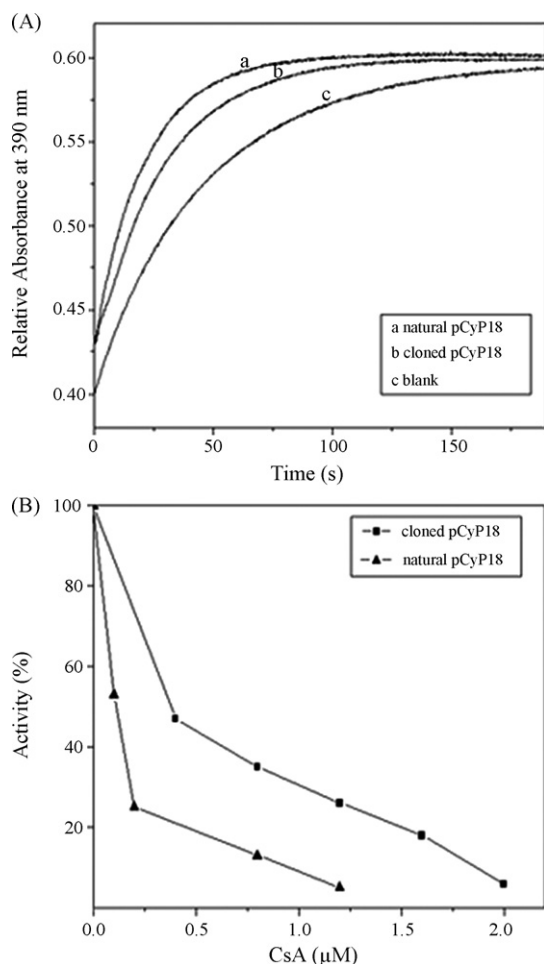 (A)
Relative Absorbance at 390 nm
0.60
0.55
0.50
0.45
0.40
a
b
c
a natural pCyP18
b cloned pCyP18
c blank
0 50 100 150
Time (s)
(B)
Activity (%)
100
80
60
40
20
cloned pCyP18
natural pCyP18
0.0 0.5 1.0 1.5 2.0
CsA (µM)